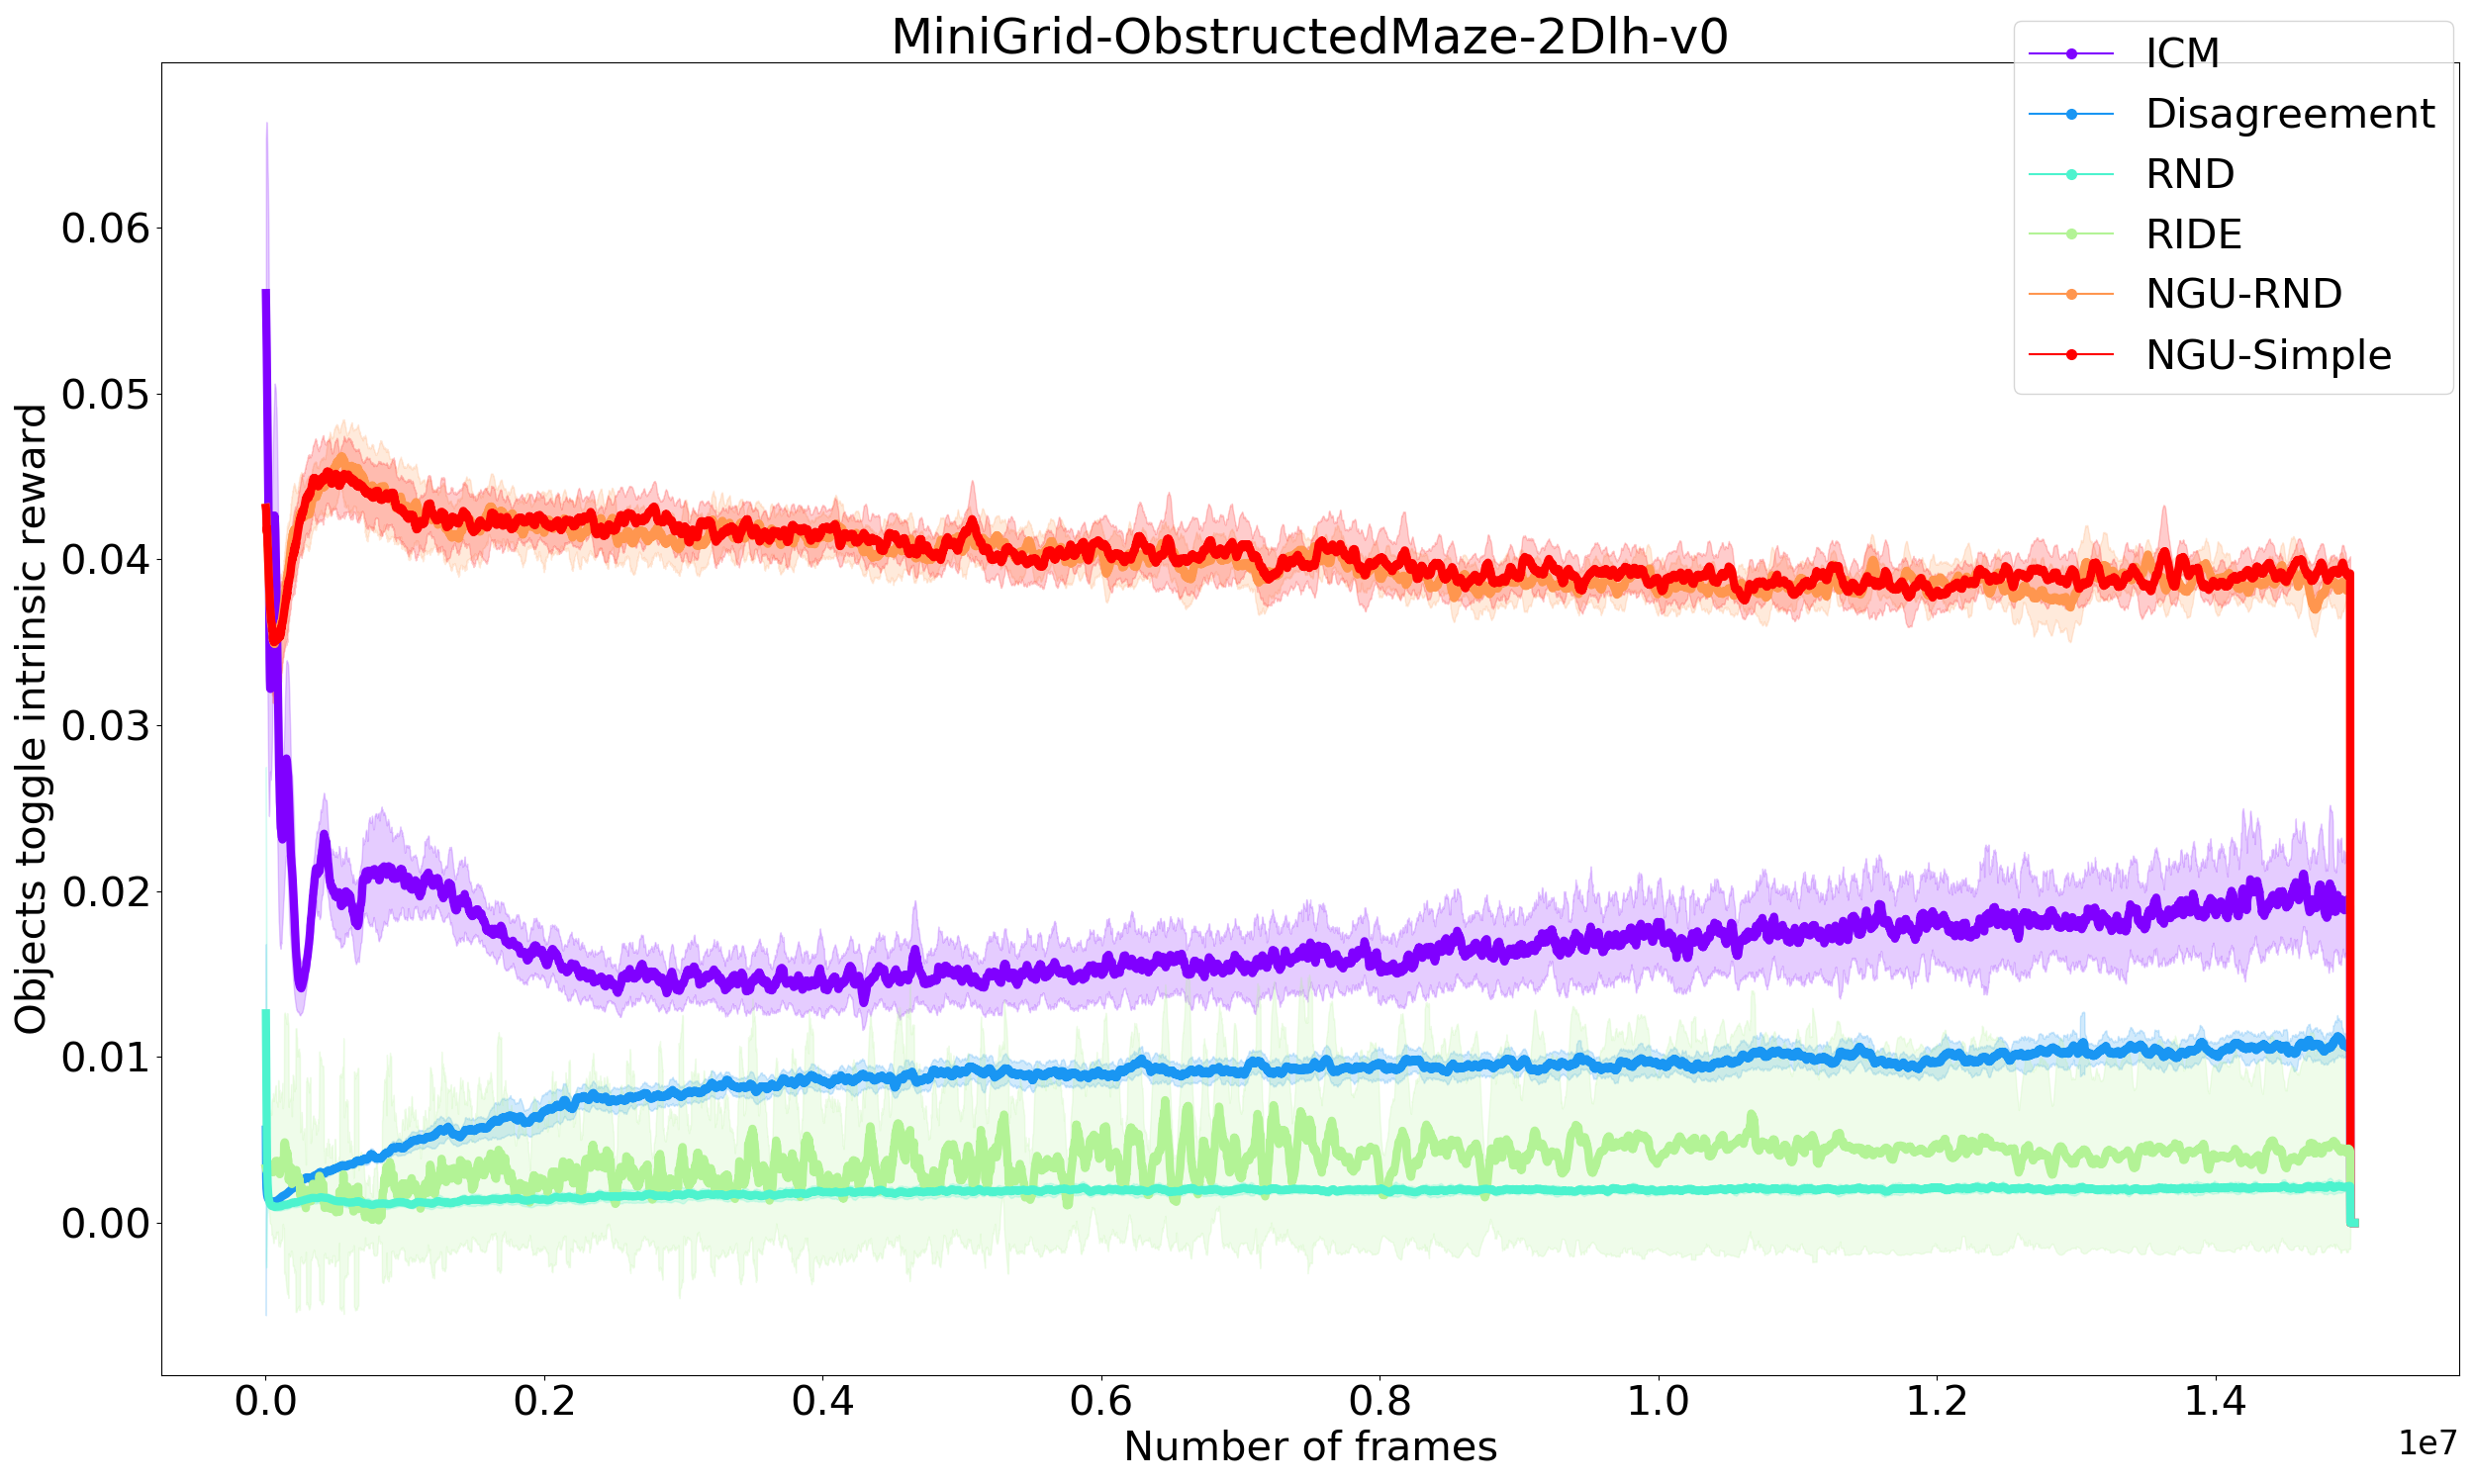 MiniGrid-ObstructedMaze-2Dlh-v0
ICM
Disagreement
RND
RIDE
NGU-RND
NGU-Simple
Objects toggle intrinsic reward
0.06
0.05
0.04
0.03
0.02
0.01
0.00
0.0 0.2 0.4 0.6 0.8 1.0 1.2 1.4
1e7
Number of frames